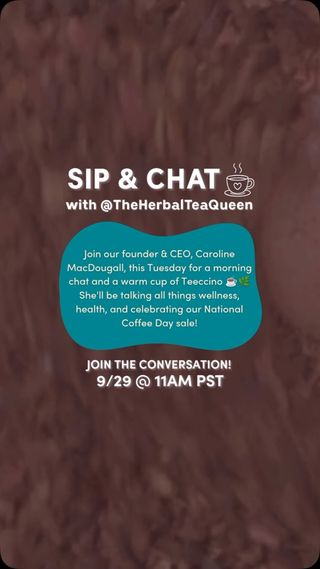 SIP & CHAT
with @TheHerbalTeaQueen
Join our founder & CEO, Caroline
MacDougall, this Tuesday for a morning
chat and a warm cup of Teeccino ☕🌿
She'll be talking all things wellness,
health, and celebrating our National
Coffee Day sale!
JOIN THE CONVERSATION!
9/29 @ 11AM PST